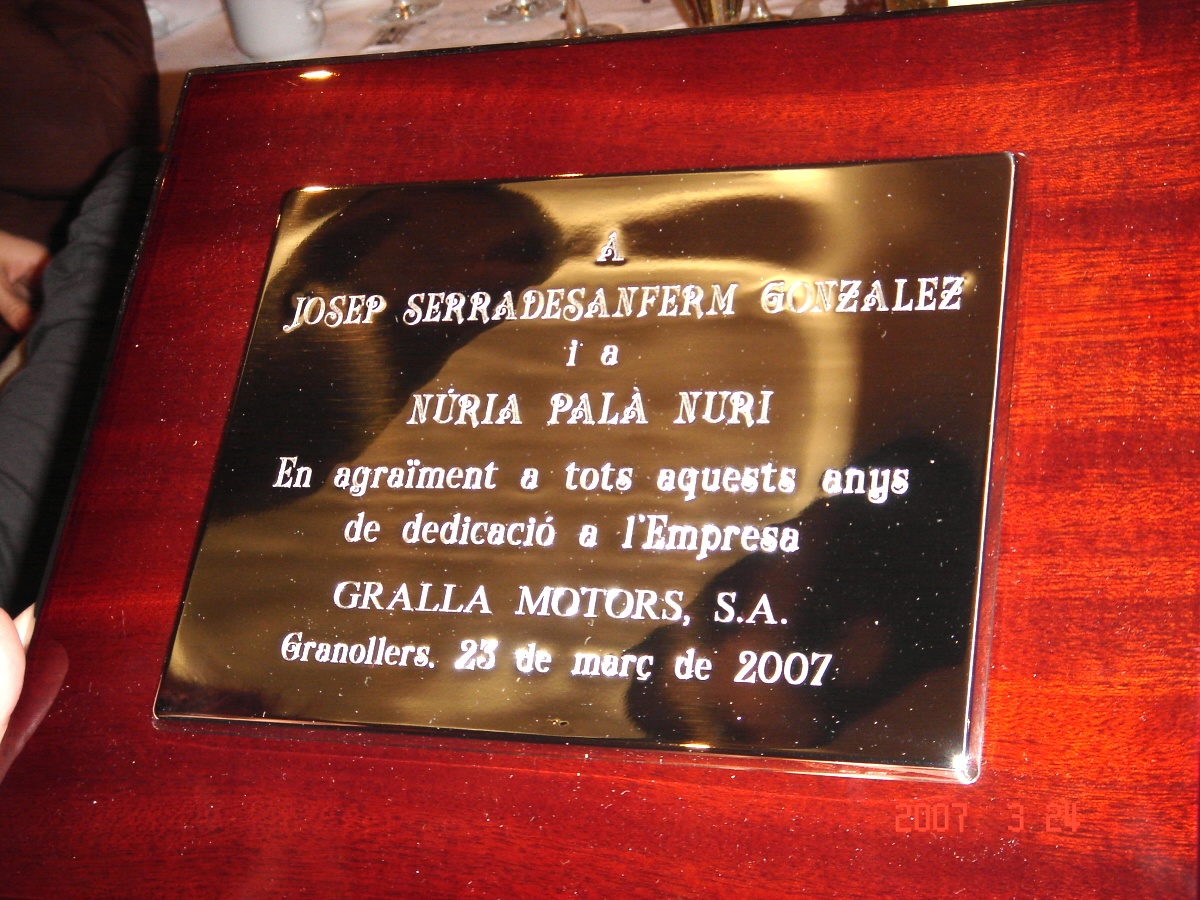 A
JOSEP SERRADESANFERM GONZALEZ
i a
NÚRIA PALÀ NURI
En agraïment a tots aquests anys
de dedicació a l'Empresa
GRALLA MOTORS, S.A.
Granollers. 23 de març de 2007
2007 3 24